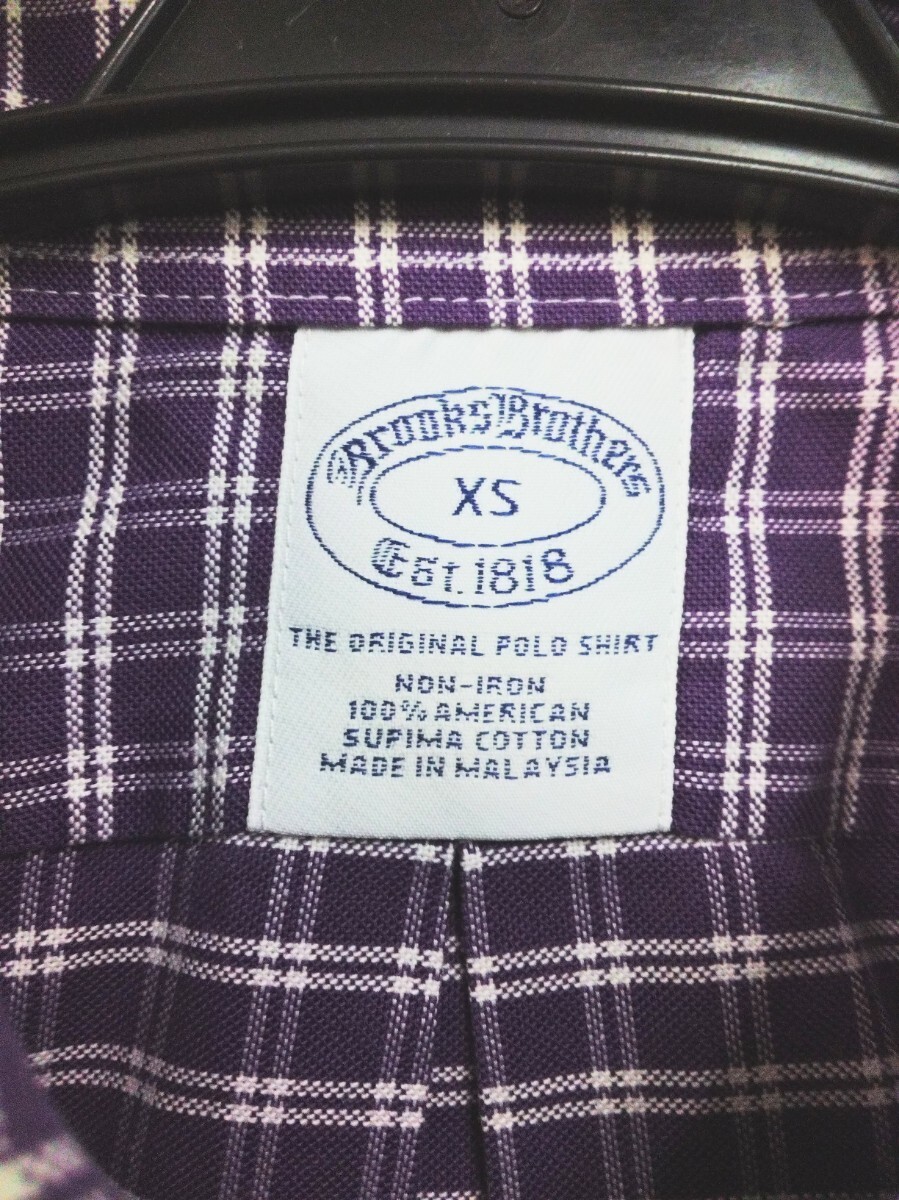 Brooks Brothers
XS
Est. 1818
THE ORIGINAL POLO SHIRT
NON-IRON
100% AMERICAN
SUPIMA COTTON
MADE IN MALAYSIA